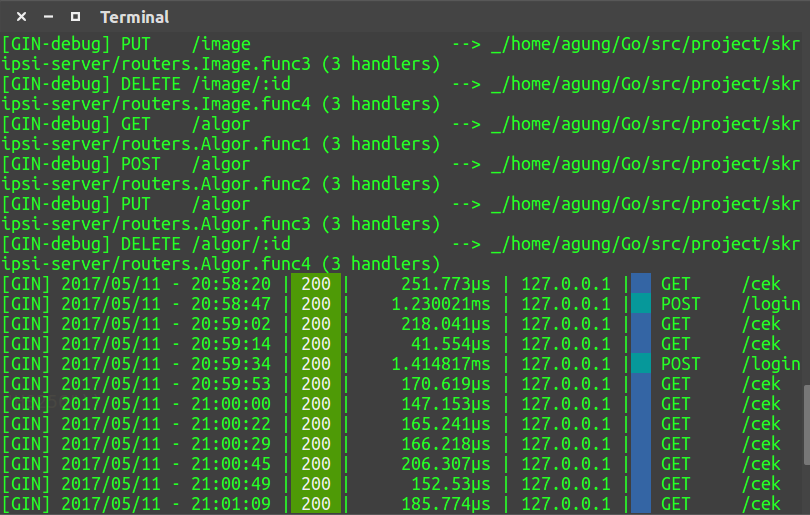 Terminal
[GIN-debug] PUT    /image                    --> _/home/agung/Go/src/project/skr
ipsi-server/routers.Image.func3 (3 handlers)
[GIN-debug] DELETE /image/:id                --> _/home/agung/Go/src/project/skr
ipsi-server/routers.Image.func4 (3 handlers)
[GIN-debug] GET    /algor                    --> _/home/agung/Go/src/project/skr
ipsi-server/routers.Algor.func1 (3 handlers)
[GIN-debug] POST   /algor                    --> _/home/agung/Go/src/project/skr
ipsi-server/routers.Algor.func2 (3 handlers)
[GIN-debug] PUT    /algor                    --> _/home/agung/Go/src/project/skr
ipsi-server/routers.Algor.func3 (3 handlers)
[GIN-debug] DELETE /algor/:id                --> _/home/agung/Go/src/project/skr
ipsi-server/routers.Algor.func4 (3 handlers)
[GIN] 2017/05/11 - 20:58:20 | 200 |     251.773µs | 127.0.0.1 |   GET     /cek
[GIN] 2017/05/11 - 20:58:47 | 200 |    1.230021ms | 127.0.0.1 |   POST    /login
[GIN] 2017/05/11 - 20:59:02 | 200 |     218.041µs | 127.0.0.1 |   GET     /cek
[GIN] 2017/05/11 - 20:59:14 | 200 |      41.554µs | 127.0.0.1 |   GET     /cek
[GIN] 2017/05/11 - 20:59:34 | 200 |    1.414817ms | 127.0.0.1 |   POST    /login
[GIN] 2017/05/11 - 20:59:53 | 200 |     170.619µs | 127.0.0.1 |   GET     /cek
[GIN] 2017/05/11 - 21:00:00 | 200 |     147.153µs | 127.0.0.1 |   GET     /cek
[GIN] 2017/05/11 - 21:00:22 | 200 |     165.241µs | 127.0.0.1 |   GET     /cek
[GIN] 2017/05/11 - 21:00:29 | 200 |     166.218µs | 127.0.0.1 |   GET     /cek
[GIN] 2017/05/11 - 21:00:45 | 200 |     206.307µs | 127.0.0.1 |   GET     /cek
[GIN] 2017/05/11 - 21:00:49 | 200 |      152.53µs | 127.0.0.1 |   GET     /cek
[GIN] 2017/05/11 - 21:01:09 | 200 |     185.774µs | 127.0.0.1 |   GET     /cek